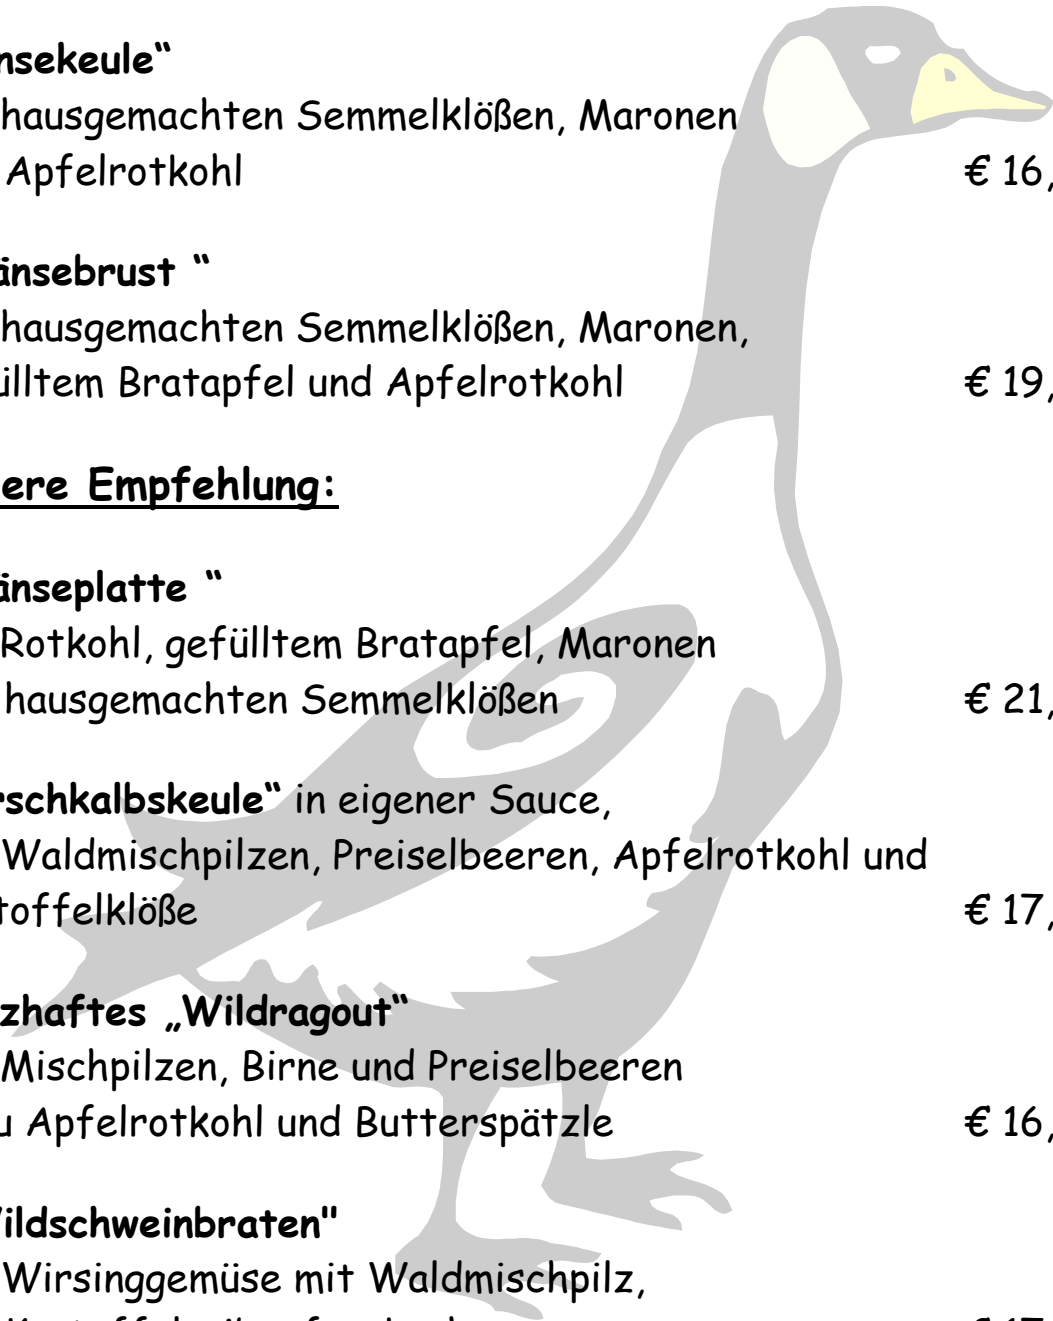 nsekeule“
hausgemachten Semmelklößen, Maronen
Apfelrotkohl € 16,
änsebrust “
hausgemachten Semmelklößen, Maronen,
ülltem Bratapfel und Apfelrotkohl € 19,
ere Empfehlung:
änseplatte “
Rotkohl, gefülltem Bratapfel, Maronen
hausgemachten Semmelklößen € 21,
rschkalbskeule“ in eigener Sauce,
Waldmischpilzen, Preiselbeeren, Apfelrotkohl und
toffelklöße € 17,
zhaftes „Wildragout“
Mischpilzen, Birne und Preiselbeeren
u Apfelrotkohl und Butterspätzle € 16,
ildschweinbraten"
Wirsinggemüse mit Waldmischpilz,